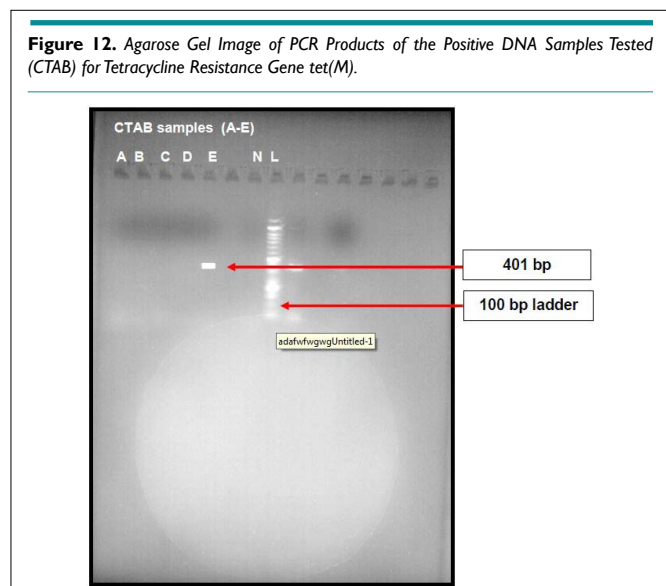 Figure 12. Agarose Gel Image of PCR Products of the Positive DNA Samples Tested
(CTAB) for Tetracycline Resistance Gene tet(M).
CTAB samples (A-E)
A B C D E N L
401 bp
100 bp ladder
adafwfwgwgUntitled-1